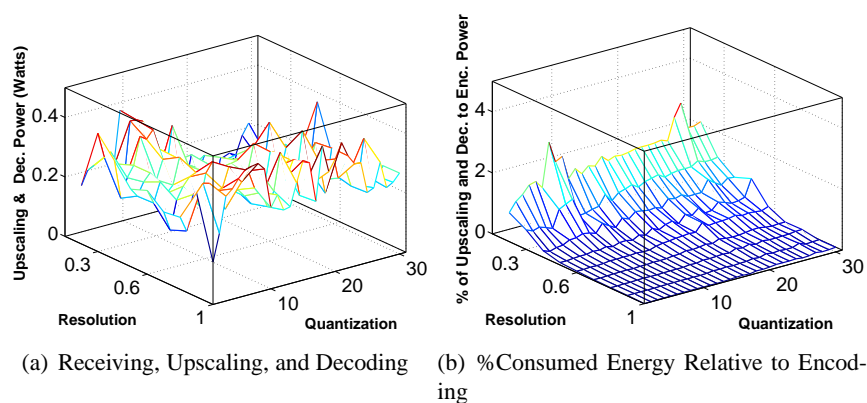 Upscaling & Dec. Power (Watts)
0.4
0.2
0
0.3
0.6
1
Resolution
10
20
30
Quantization
% of Upscaling and Dec. to Enc. Power
4
2
0
0.3
0.6
1
Resolution
10
20
30
Quantization
(a) Receiving, Upscaling, and Decoding
(b) %Consumed Energy Relative to Encod-
ing